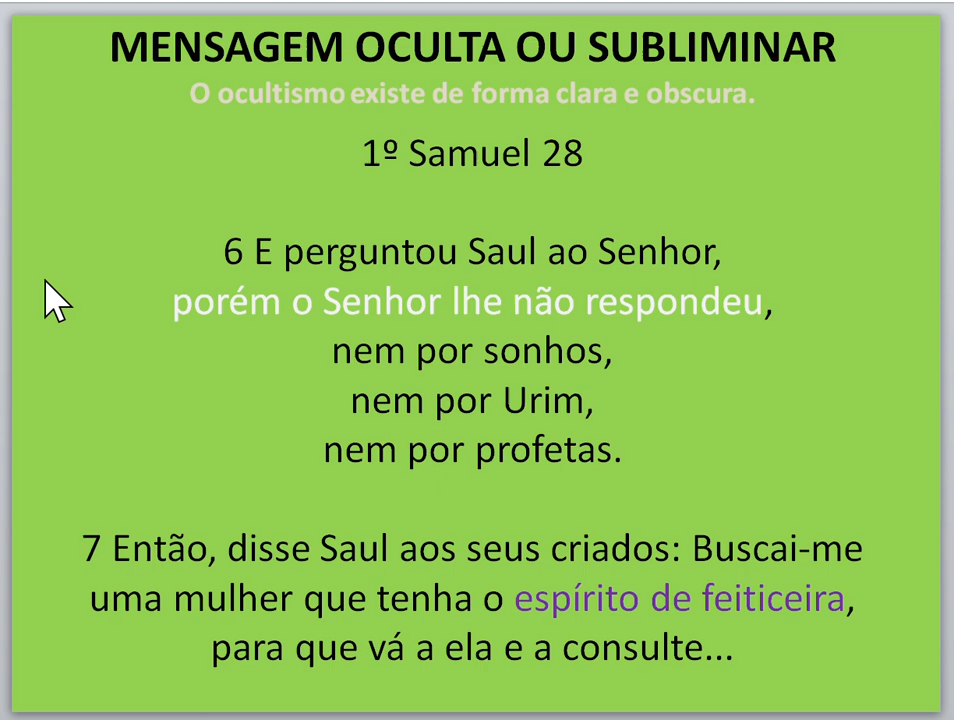 MENSAGEM OCULTA OU SUBLIMINAR
O ocultismo existe de forma clara e obscura.
1º Samuel 28
6 E perguntou Saul ao Senhor,
porém o Senhor lhe não respondeu,
nem por sonhos,
nem por Urim,
nem por profetas.
7 Então, disse Saul aos seus criados: Buscai-me
uma mulher que tenha o espírito de feiticeira,
para que vá a ela e a consulte...